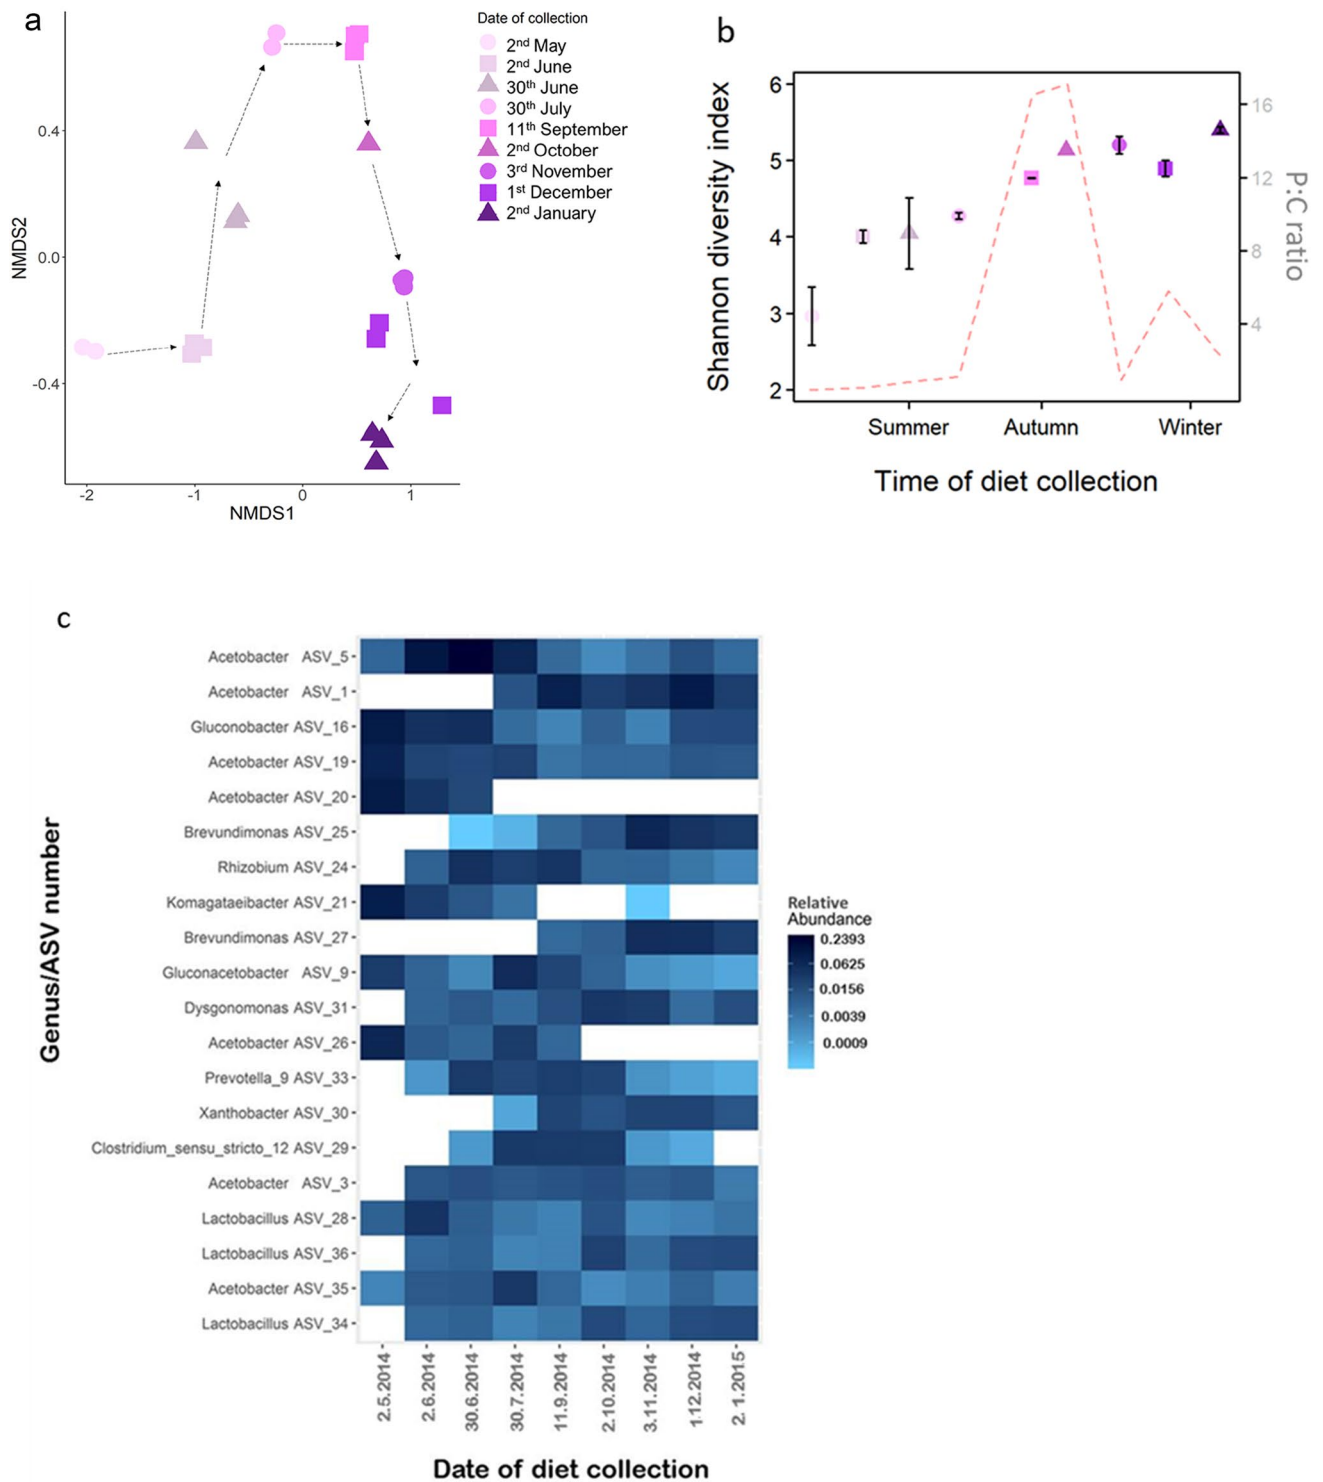 a
Date of collection
2nd May
2nd June
30th June
30th July
11th September
2nd October
3rd November
1st December
2nd January
0.4
0.0
-0.4
NMDS2
-2 -1 0 1
NMDS1
b
6
5
4
3
2
Shannon diversity index
16
12
8
4
P:C ratio
Summer Autumn Winter
Time of diet collection
c
Genus/ASV number
Acetobacter ASV_5
Acetobacter ASV_1
Gluconobacter ASV_16
Acetobacter ASV_19
Acetobacter ASV_20
Brevundimonas ASV_25
Rhizobium ASV_24
Komagataeibacter ASV_21
Brevundimonas ASV_27
Gluconacetobacter ASV_9
Dysgonomonas ASV_31
Acetobacter ASV_26
Prevotella_9 ASV_33
Xanthobacter ASV_30
Clostridium_sensu_stricto_12 ASV_29
Acetobacter ASV_3
Lactobacillus ASV_28
Lactobacillus ASV_36
Acetobacter ASV_35
Lactobacillus ASV_34
Relative
Abundance
0.2393
0.0625
0.0156
0.0039
0.0009
2.5.2014
2.6.2014
30.6.2014
30.7.2014
11.9.2014
2.10.2014
3.11.2014
1.12.2014
2. 1.2015
Date of diet collection